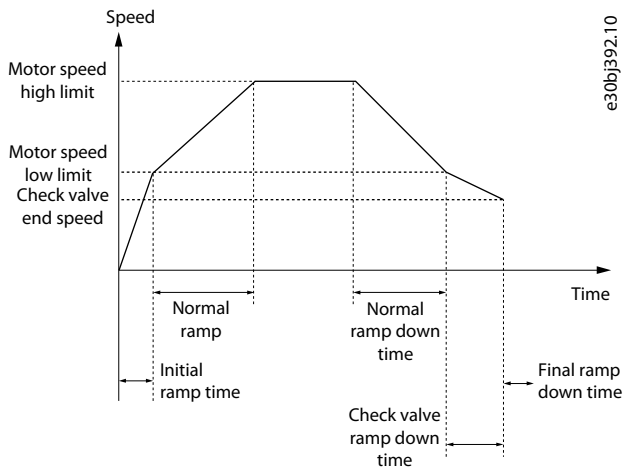 Speed
e30bj392.10
Motor speed
high limit
Motor speed
low limit
Check valve
end speed
Time
Normal
ramp
Normal
ramp down
time
Initial
ramp time
Final ramp
down time
Check valve
ramp down
time